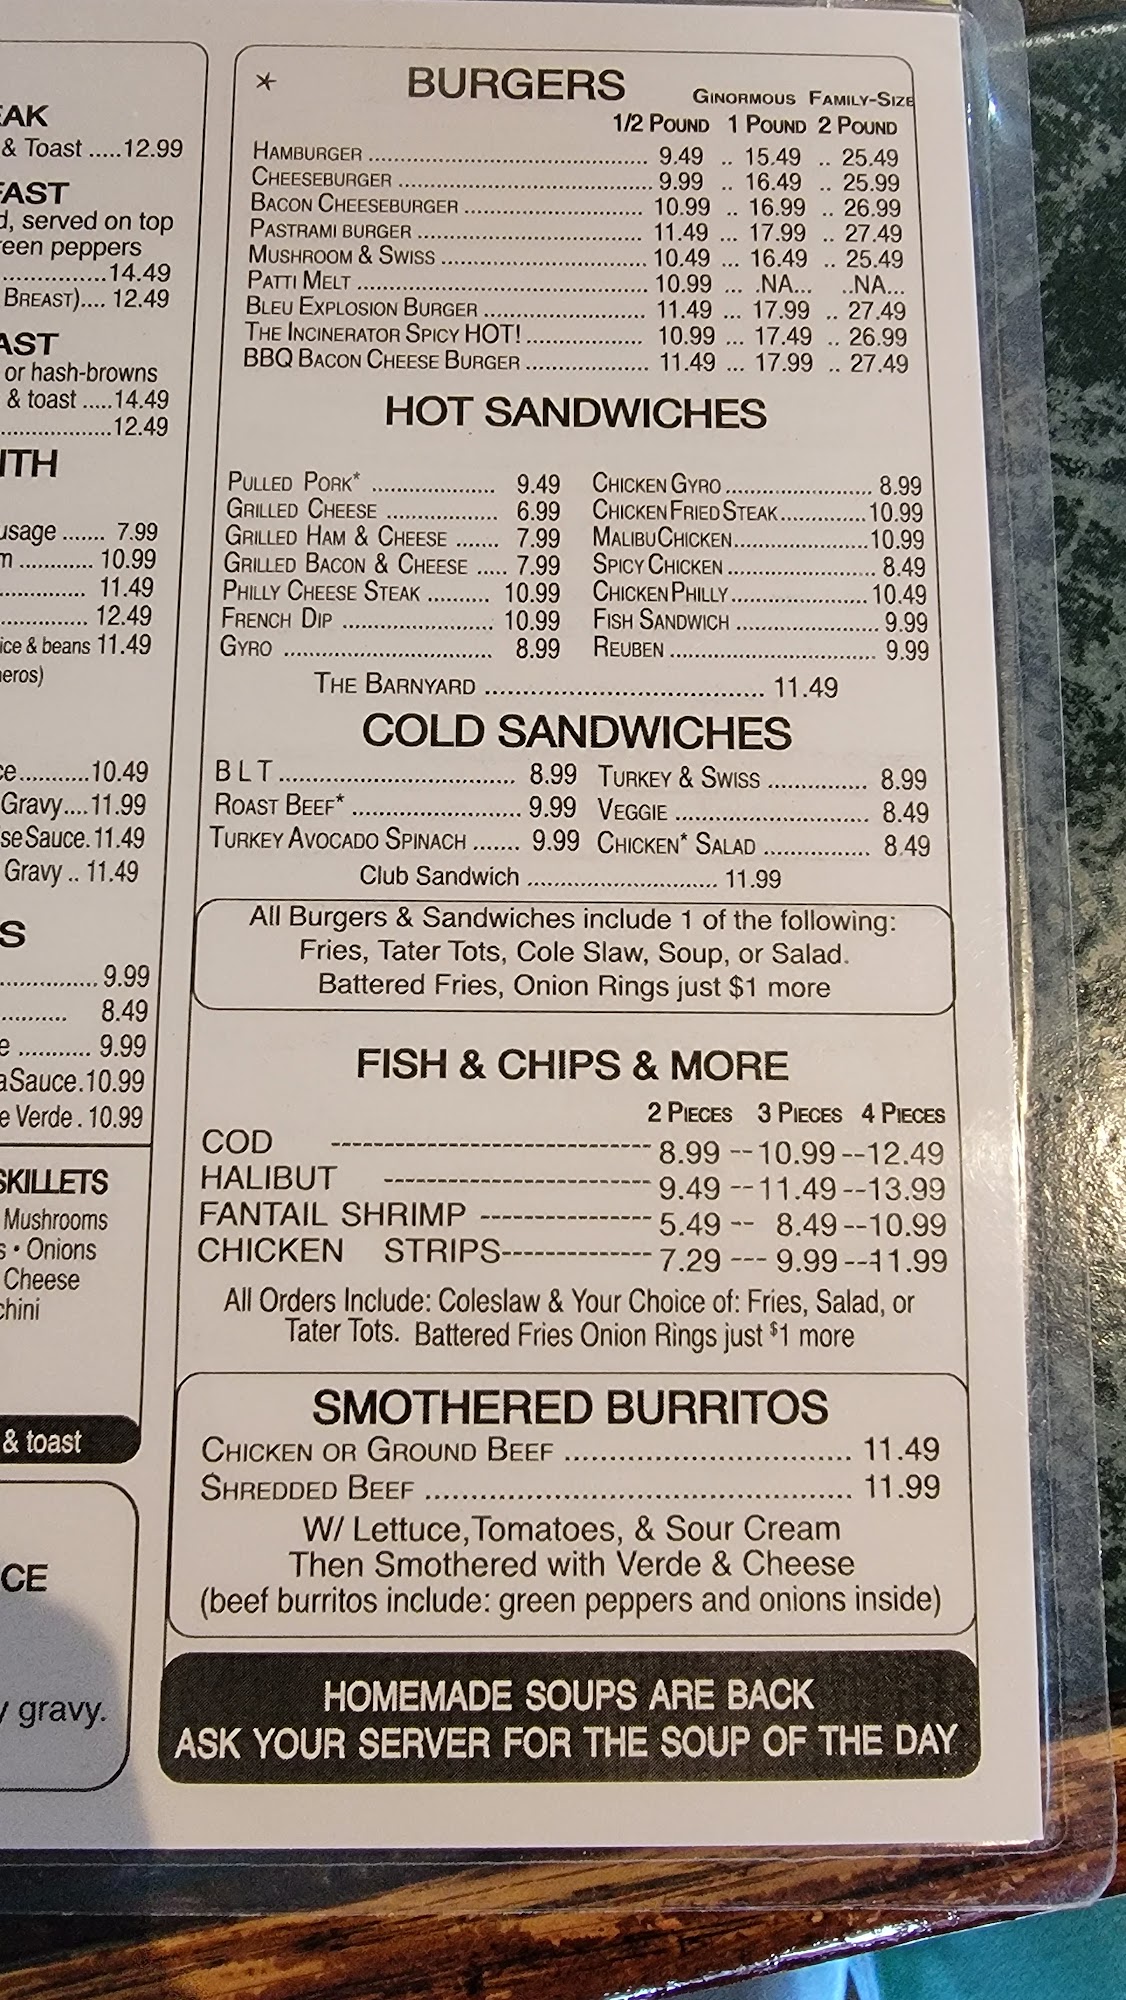 EAK
& Toast .....12.99
FAST
d, served on top
reen peppers
................14.49
BREAST).... 12.49
AST
or hash-browns
& toast .....14.49
...................12.49
ITH
usage ....... 7.99
m ............ 10.99
.............. 11.49
............... 12.49
ice & beans 11.49
heros)
ce...........10.49
Gravy....11.99
se Sauce.11.49
Gravy .. 11.49
S
............... 9.99
.......... 8.49
e ........... 9.99
a Sauce.10.99
e Verde . 10.99
SKILLETS
Mushrooms
s • Onions
Cheese
chini
& toast
CE
y gravy.
* BURGERS
GINORMOUS FAMILY-SIZE
1/2 POUND 1 POUND 2 POUND
HAMBURGER ........................................ 9.49 .. 15.49 .. 25.49
CHEESEBURGER .................................... 9.99 .. 16.49 .. 25.99
BACON CHEESEBURGER ......................... 10.99 .. 16.99 .. 26.99
PASTRAMI BURGER ................................ 11.49 ... 17.99 .. 27.49
MUSHROOM & SWISS ............................. 10.49 ... 16.49 .. 25.49
PATTI MELT ......................................... 10.99 ... .NA... ..NA...
BLEU EXPLOSION BURGER ....................... 11.49 ... 17.99 .. 27.49
THE INCINERATOR SPICY HOT! ................. 10.99 ... 17.49 .. 26.99
BBQ BACON CHEESE BURGER .................. 11.49 ... 17.99 .. 27.49
HOT SANDWICHES
PULLED PORK* .................... 9.49 CHICKEN GYRO ........................ 8.99
GRILLED CHEESE .................. 6.99 CHICKEN FRIED STEAK.............. 10.99
GRILLED HAM & CHEESE ....... 7.99 MALIBU CHICKEN...................... 10.99
GRILLED BACON & CHEESE ..... 7.99 SPICY CHICKEN ........................ 8.49
PHILLY CHEESE STEAK .......... 10.99 CHICKEN PHILLY...................... 10.49
FRENCH DIP ........................ 10.99 FISH SANDWICH ....................... 9.99
GYRO ................................. 8.99 REUBEN .................................. 9.99
THE BARNYARD ..................................... 11.49
COLD SANDWICHES
B L T .................................. 8.99 TURKEY & SWISS ............... 8.99
ROAST BEEF* ........................ 9.99 VEGGIE ............................ 8.49
TURKEY AVOCADO SPINACH ....... 9.99 CHICKEN* SALAD ................ 8.49
Club Sandwich ........................... 11.99
All Burgers & Sandwiches include 1 of the following:
Fries, Tater Tots, Cole Slaw, Soup, or Salad.
Battered Fries, Onion Rings just $1 more
FISH & CHIPS & MORE
2 PIECES 3 PIECES 4 PIECES
COD -------------------------------- 8.99 -- 10.99 -- 12.49
HALIBUT --------------------------- 9.49 -- 11.49 -- 13.99
FANTAIL SHRIMP ----------------- 5.49 -- 8.49 -- 10.99
CHICKEN STRIPS--------------- 7.29 --- 9.99 --- 11.99
All Orders Include: Coleslaw & Your Choice of: Fries, Salad, or
Tater Tots. Battered Fries Onion Rings just $1 more
SMOTHERED BURRITOS
CHICKEN OR GROUND BEEF ................................ 11.49
SHREDDED BEEF ................................................ 11.99
W/ Lettuce, Tomatoes, & Sour Cream
Then Smothered with Verde & Cheese
(beef burritos include: green peppers and onions inside)
HOMEMADE SOUPS ARE BACK
ASK YOUR SERVER FOR THE SOUP OF THE DAY